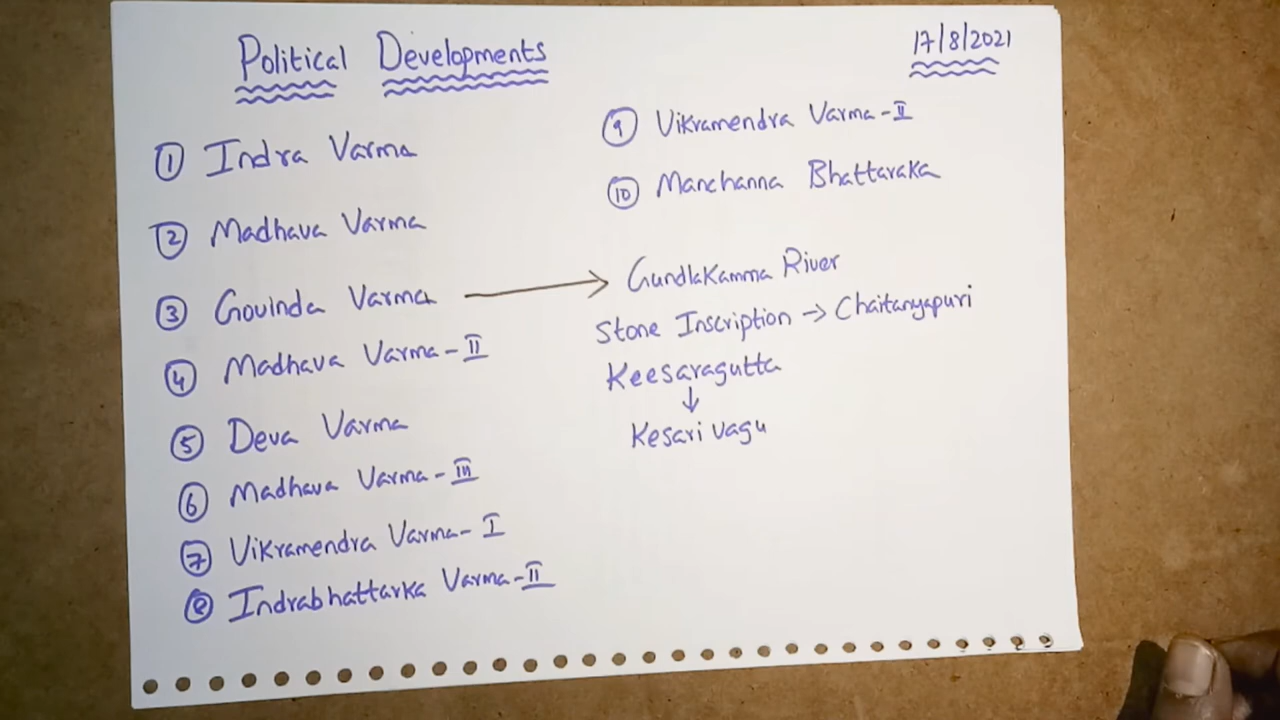 Political Developments
17/8/2021
① Indra Varma
② Madhava Varma
③ Govinda Varma →
④ Madhava Varma-II
⑤ Deva Varma
⑥ Madhava Varma-III
⑦ Vikramendra Varma-I
⑧ Indrabhattarka Varma-II
⑨ Vikramendra Varma-II
⑩ Manchanna Bhattaraka
Gundlakamma River
Stone Inscription → Chaitanyapuri
Keesaragutta
↓
Kesari vagu